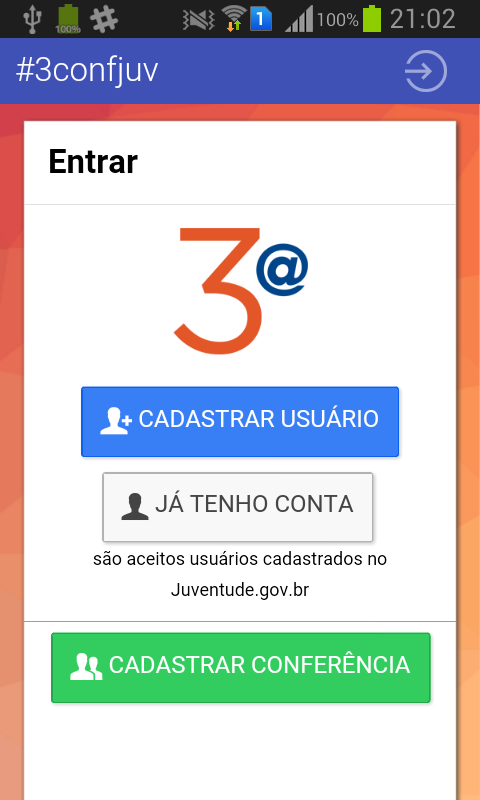 100%
1
100%
21:02
#3confjuv
Entrar
3@
CADASTRAR USUÁRIO
JÁ TENHO CONTA
são aceitos usuários cadastrados no
Juventude.gov.br
CADASTRAR CONFERÊNCIA